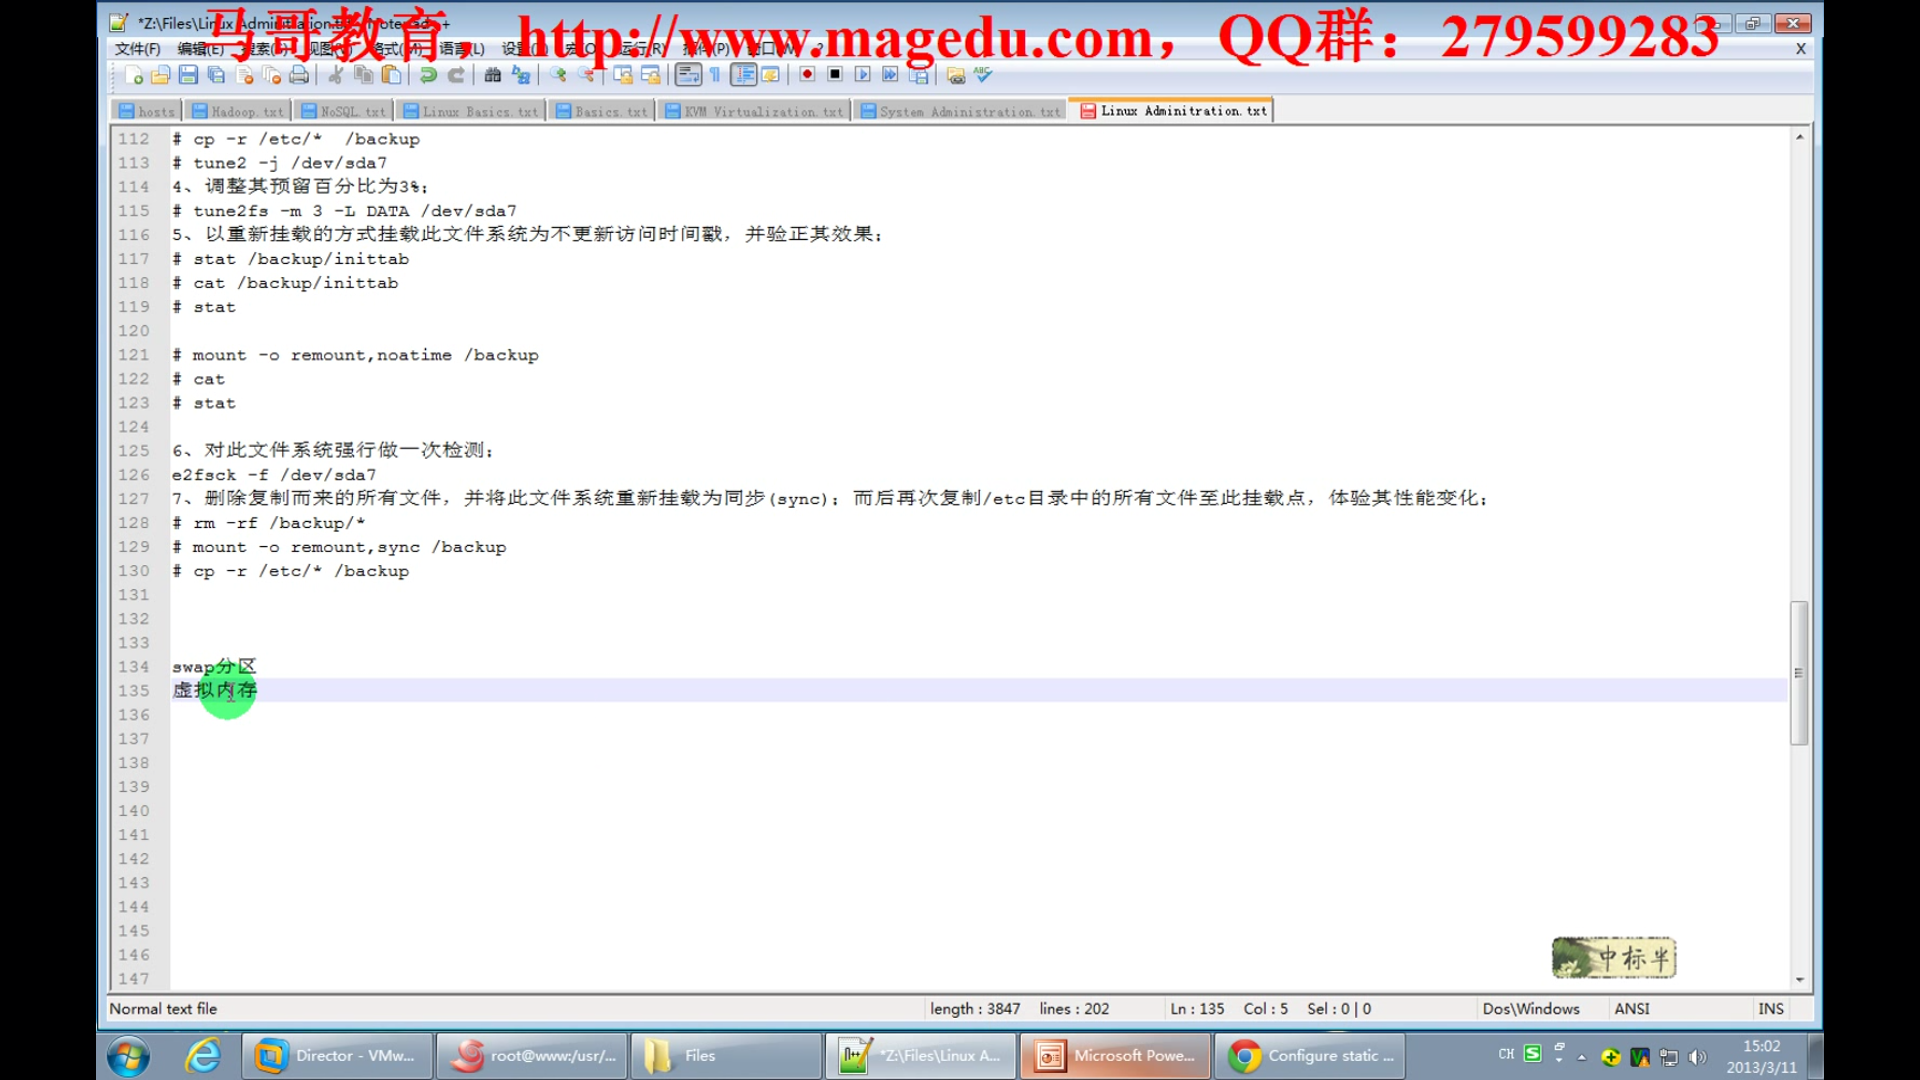 *Z:\Files\Linux Adminitration.txt - Notepad++
马哥教育，http://www.magedu.com，QQ群：279599283
文件(F) 编辑(E) 搜索(S) 视图(V) 格式(M) 语言(L) 设置(T) 宏(O) 运行(R) 插件(P) 窗口(W) ? X
hosts Hadoop.txt NoSQL.txt Linux Basics.txt Basics.txt KVM Virtualization.txt System Administration.txt Linux Adminitration.txt
112 # cp -r /etc/*  /backup
113 # tune2 -j /dev/sda7
114 4、调整其预留百分比为3%；
115 # tune2fs -m 3 -L DATA /dev/sda7
116 5、以重新挂载的方式挂载此文件系统为不更新访问时间戳，并验正其效果；
117 # stat /backup/inittab
118 # cat /backup/inittab
119 # stat
120
121 # mount -o remount,noatime /backup
122 # cat
123 # stat
124
125 6、对此文件系统强行做一次检测；
126 e2fsck -f /dev/sda7
127 7、删除复制而来的所有文件，并将此文件系统重新挂载为同步(sync)；而后再次复制/etc目录中的所有文件至此挂载点，体验其性能变化；
128 # rm -rf /backup/*
129 # mount -o remount,sync /backup
130 # cp -r /etc/* /backup
131
132
133
134 swap分区
135 虚拟内存
136
137
138
139
140
141
142
143
144
145
146
147
中标半
Normal text file length : 3847 lines : 202 Ln : 135 Col : 5 Sel : 0 | 0 Dos\Windows ANSI INS
Director - VMw... root@www:/usr/... Files *Z:\Files\Linux A... Microsoft Powe... Configure static ... CH 15:02
2013/3/11